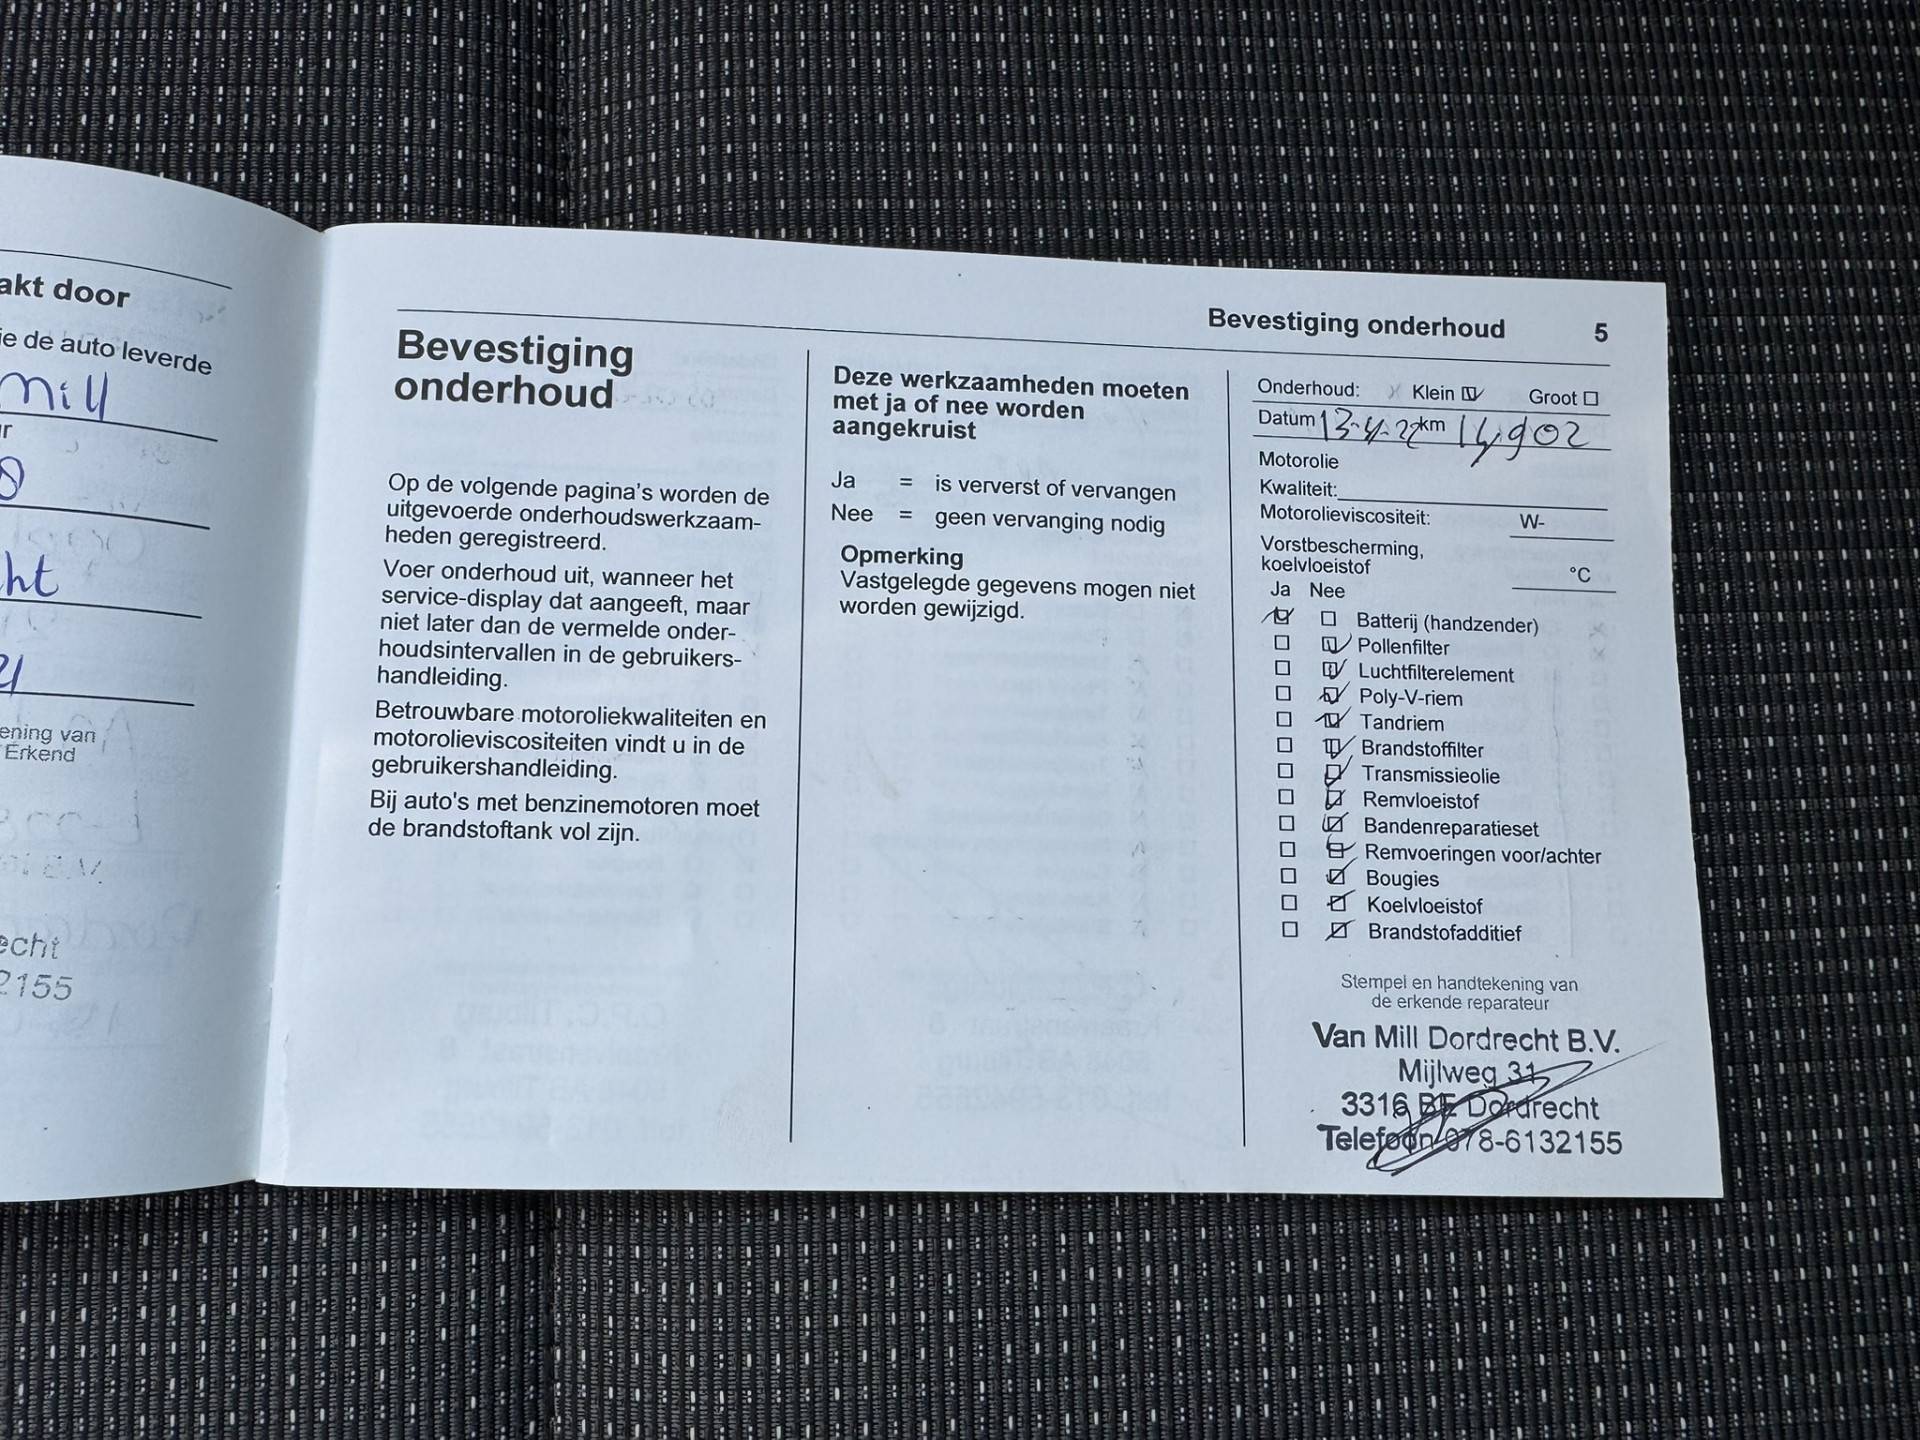 akt door
ie de auto leverde
Mill
ur
ht
21
ening van
Erkend
echt
2155
Bevestiging onderhoud 5
Bevestiging
onderhoud
Op de volgende pagina's worden de
uitgevoerde onderhoudswerkzaam-
heden geregistreerd.
Voer onderhoud uit, wanneer het
service-display dat aangeeft, maar
niet later dan de vermelde onder-
houdsintervallen in de gebruikers-
handleiding.
Betrouwbare motoroliekwaliteiten en
motorolieviscositeiten vindt u in de
gebruikershandleiding.
Bij auto's met benzinemotoren moet
de brandstoftank vol zijn.
Deze werkzaamheden moeten
met ja of nee worden
aangekruist
Ja = is ververst of vervangen
Nee = geen vervanging nodig
Opmerking
Vastgelegde gegevens mogen niet
worden gewijzigd.
Onderhoud: Klein Groot
Datum 13-4-22 km 14.902
Motorolie
Kwaliteit:
Motorolieviscositeit: W-
Vorstbescherming,
koelvloeistof °C
Ja Nee
Batterij (handzender)
Pollenfilter
Luchtfilterelement
Poly-V-riem
Tandriem
Brandstoffilter
Transmissieolie
Remvloeistof
Bandenreparatieset
Remvoeringen voor/achter
Bougies
Koelvloeistof
Brandstofadditief
Stempel en handtekening van
de erkende reparateur
Van Mill Dordrecht B.V.
Mijlweg 31
3316 BE Dordrecht
Telefoon 078-6132155